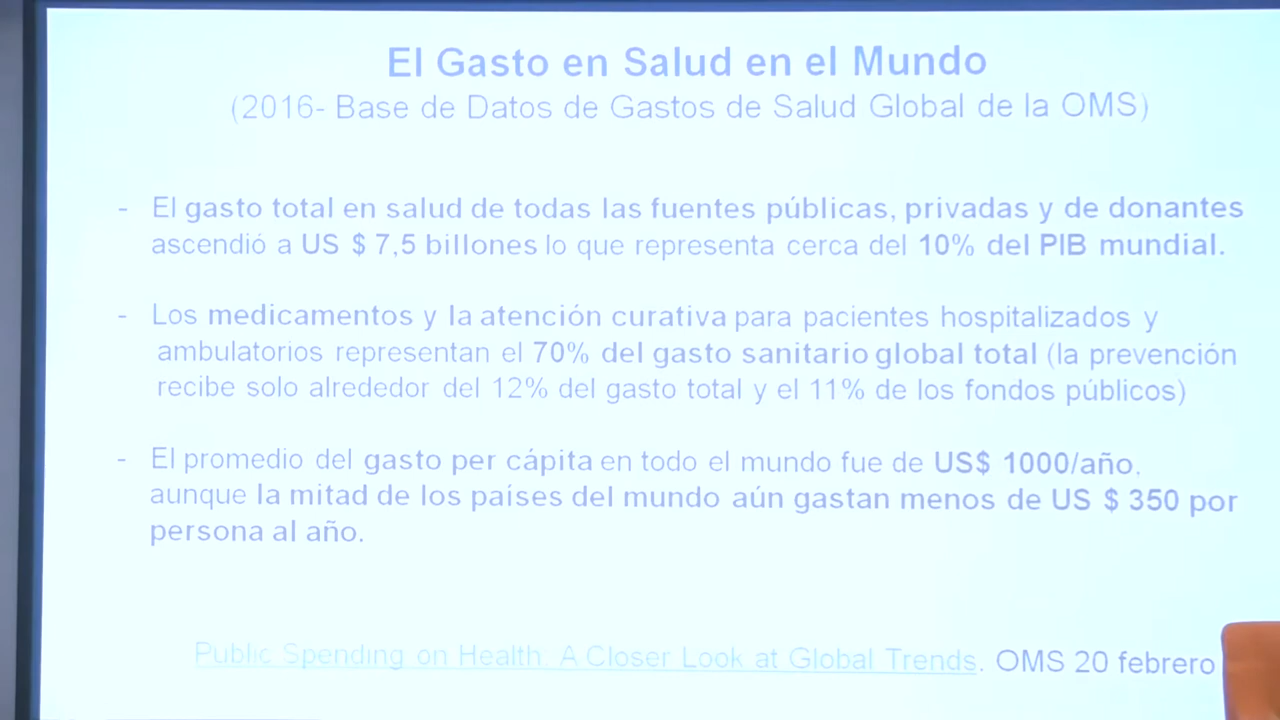 El Gasto en Salud en el Mundo
(2016- Base de Datos de Gastos de Salud Global de la OMS)
- El gasto total en salud de todas las fuentes públicas, privadas y de donantes
ascendió a US $ 7,5 billones lo que representa cerca del 10% del PIB mundial.
- Los medicamentos y la atención curativa para pacientes hospitalizados y
ambulatorios representan el 70% del gasto sanitario global total (la prevención
recibe solo alrededor del 12% del gasto total y el 11% de los fondos públicos)
- El promedio del gasto per cápita en todo el mundo fue de US$ 1000/año,
aunque la mitad de los países del mundo aún gastan menos de US $ 350 por
persona al año.
Public Spending on Health: A Closer Look at Global Trends. OMS 20 febrero